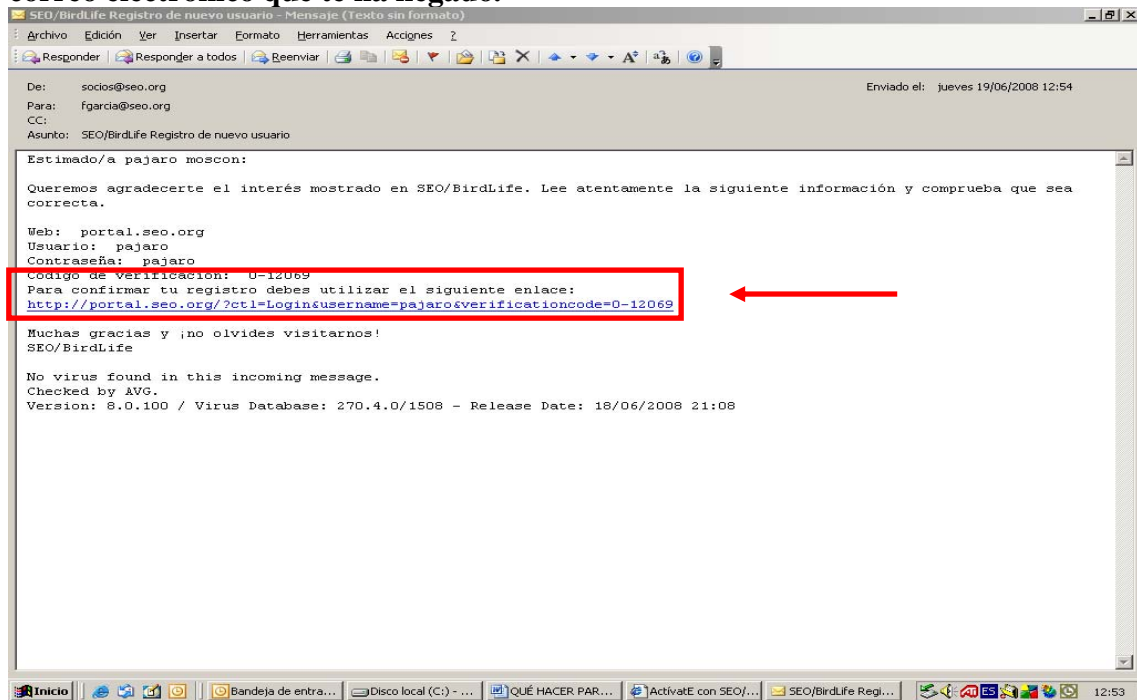 correo electrónico que te ha llegado.
SEO/BirdLife Registro de nuevo usuario - Mensaje (Texto sin formato)
Archivo Edición Ver Insertar Formato Herramientas Acciones ?
Responder Responder a todos Reenviar
De: socios@seo.org Enviado el: jueves 19/06/2008 12:54
Para: fgarcia@seo.org
CC:
Asunto: SEO/BirdLife Registro de nuevo usuario
Estimado/a pajaro moscon:
Queremos agradecerte el interés mostrado en SEO/BirdLife. Lee atentamente la siguiente información y comprueba que sea
correcta.
Web: portal.seo.org
Usuario: pajaro
Contraseña: pajaro
Código de verificación: 0-12069
Para confirmar tu registro debes utilizar el siguiente enlace:
http://portal.seo.org/?ctl=Login&username=pajaro&verificationcode=0-12069
Muchas gracias y ¡no olvides visitarnos!
SEO/BirdLife
No virus found in this incoming message.
Checked by AVG.
Version: 8.0.100 / Virus Database: 270.4.0/1508 - Release Date: 18/06/2008 21:08
Inicio Bandeja de entra... Disco local (C:) - ... QUÉ HACER PAR... ActivatE con SEO/... SEO/BirdLife Regi... ES 12:53